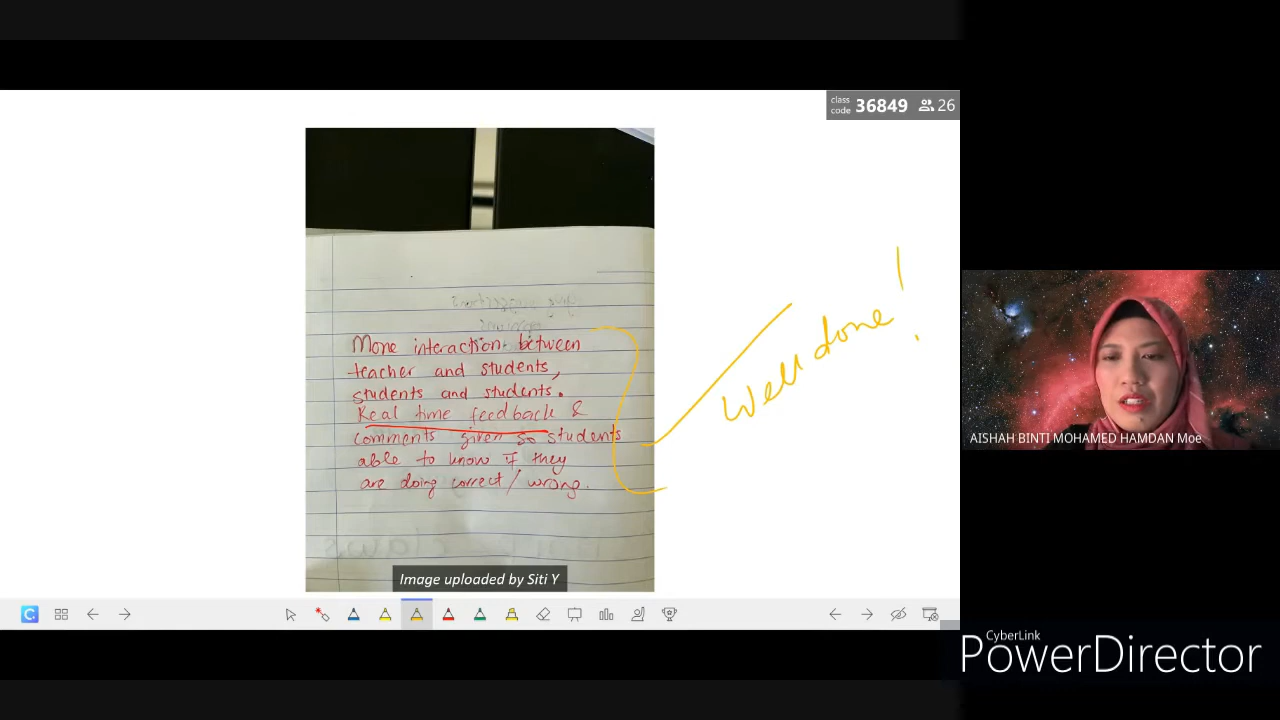 class
code 36849 26
More interaction between
teacher and students,
students and students.
Real time feedback &
comments given so students
able to know if they
are doing correct/wrong.
Well done!
Image uploaded by Siti Y
AISHAH BINTI MOHAMED HAMDAN Moe
CyberLink
PowerDirector